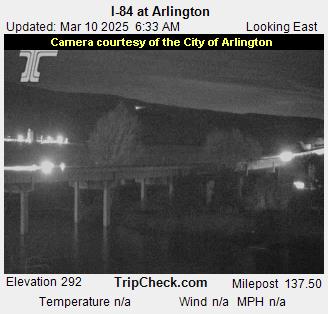 I-84 at Arlington
Updated: Mar 10 2025 6:33 AM Looking East
Camera courtesy of the City of Arlington
Elevation 292 TripCheck.com Milepost 137.50
Temperature n/a Wind n/a MPH n/a